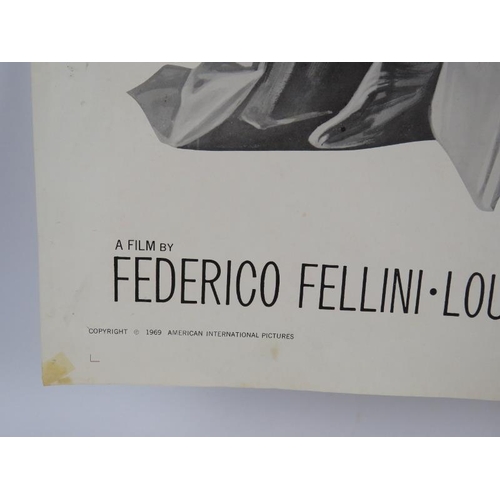 A FILM BY
FEDERICO FELLINI · LOU
COPYRIGHT © 1969 AMERICAN INTERNATIONAL PICTURES